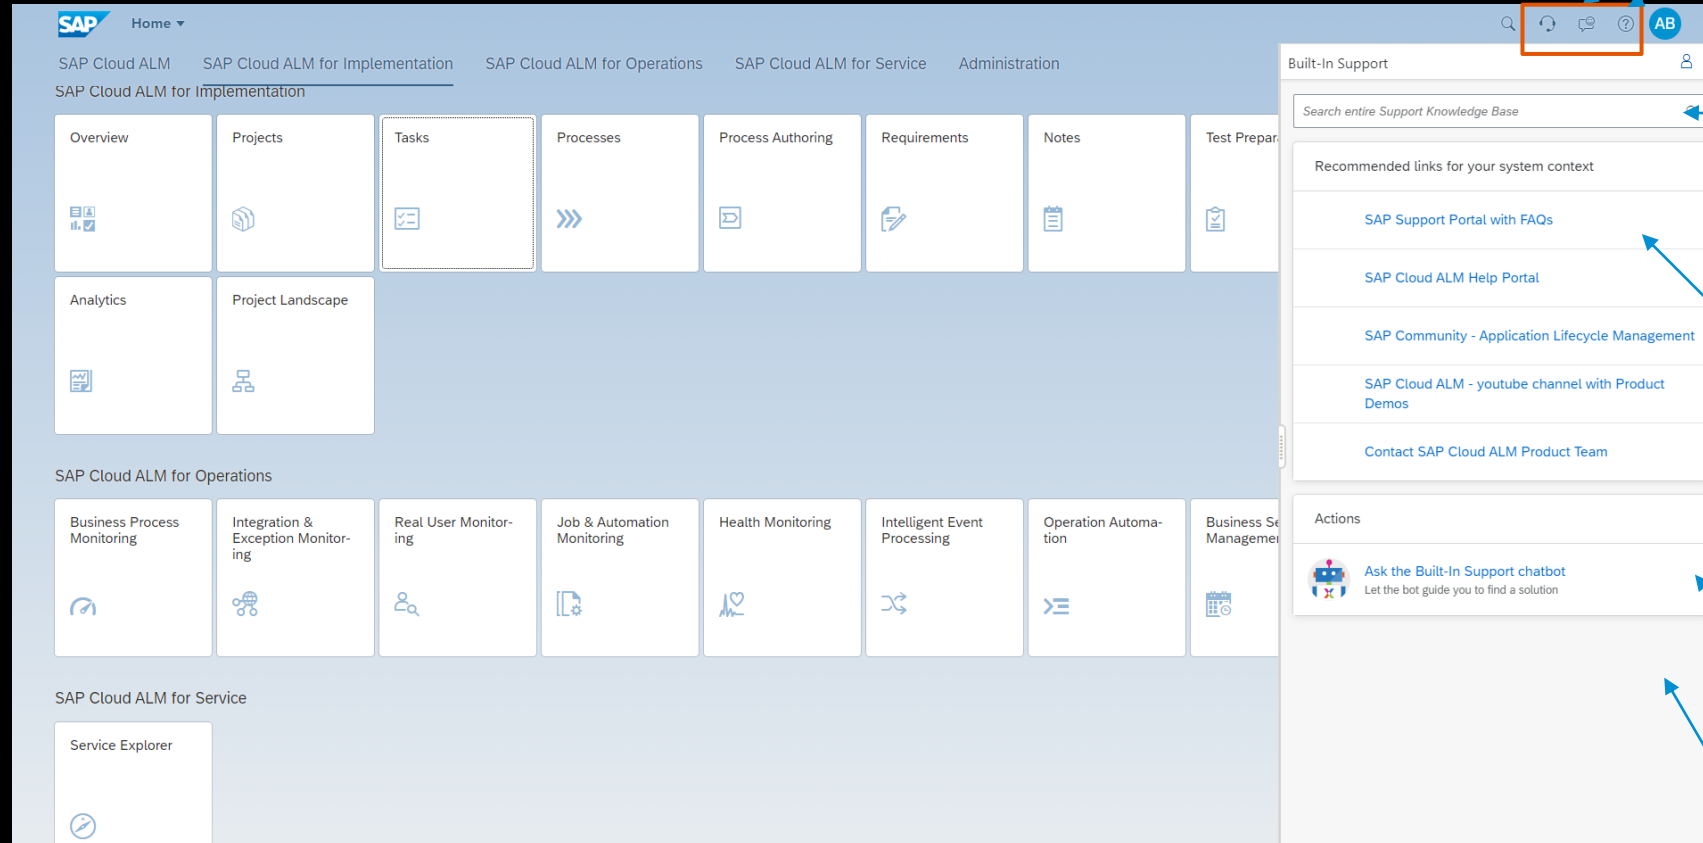 SAP Home
AB
SAP Cloud ALM SAP Cloud ALM for Implementation SAP Cloud ALM for Operations SAP Cloud ALM for Service Administration
SAP Cloud ALM for Implementation
Overview
Projects
Tasks
Processes
Process Authoring
Requirements
Notes
Test Prepar
Analytics
Project Landscape
SAP Cloud ALM for Operations
Business Process
Monitoring
Integration &
Exception Monitor-
ing
Real User Monitor-
ing
Job & Automation
Monitoring
Health Monitoring
Intelligent Event
Processing
Operation Automa-
tion
Business Se
Managemen
SAP Cloud ALM for Service
Service Explorer
Built-In Support
Search entire Support Knowledge Base
Recommended links for your system context
SAP Support Portal with FAQs
SAP Cloud ALM Help Portal
SAP Community - Application Lifecycle Management
SAP Cloud ALM - youtube channel with Product
Demos
Contact SAP Cloud ALM Product Team
Actions
Ask the Built-In Support chatbot
Let the bot guide you to find a solution